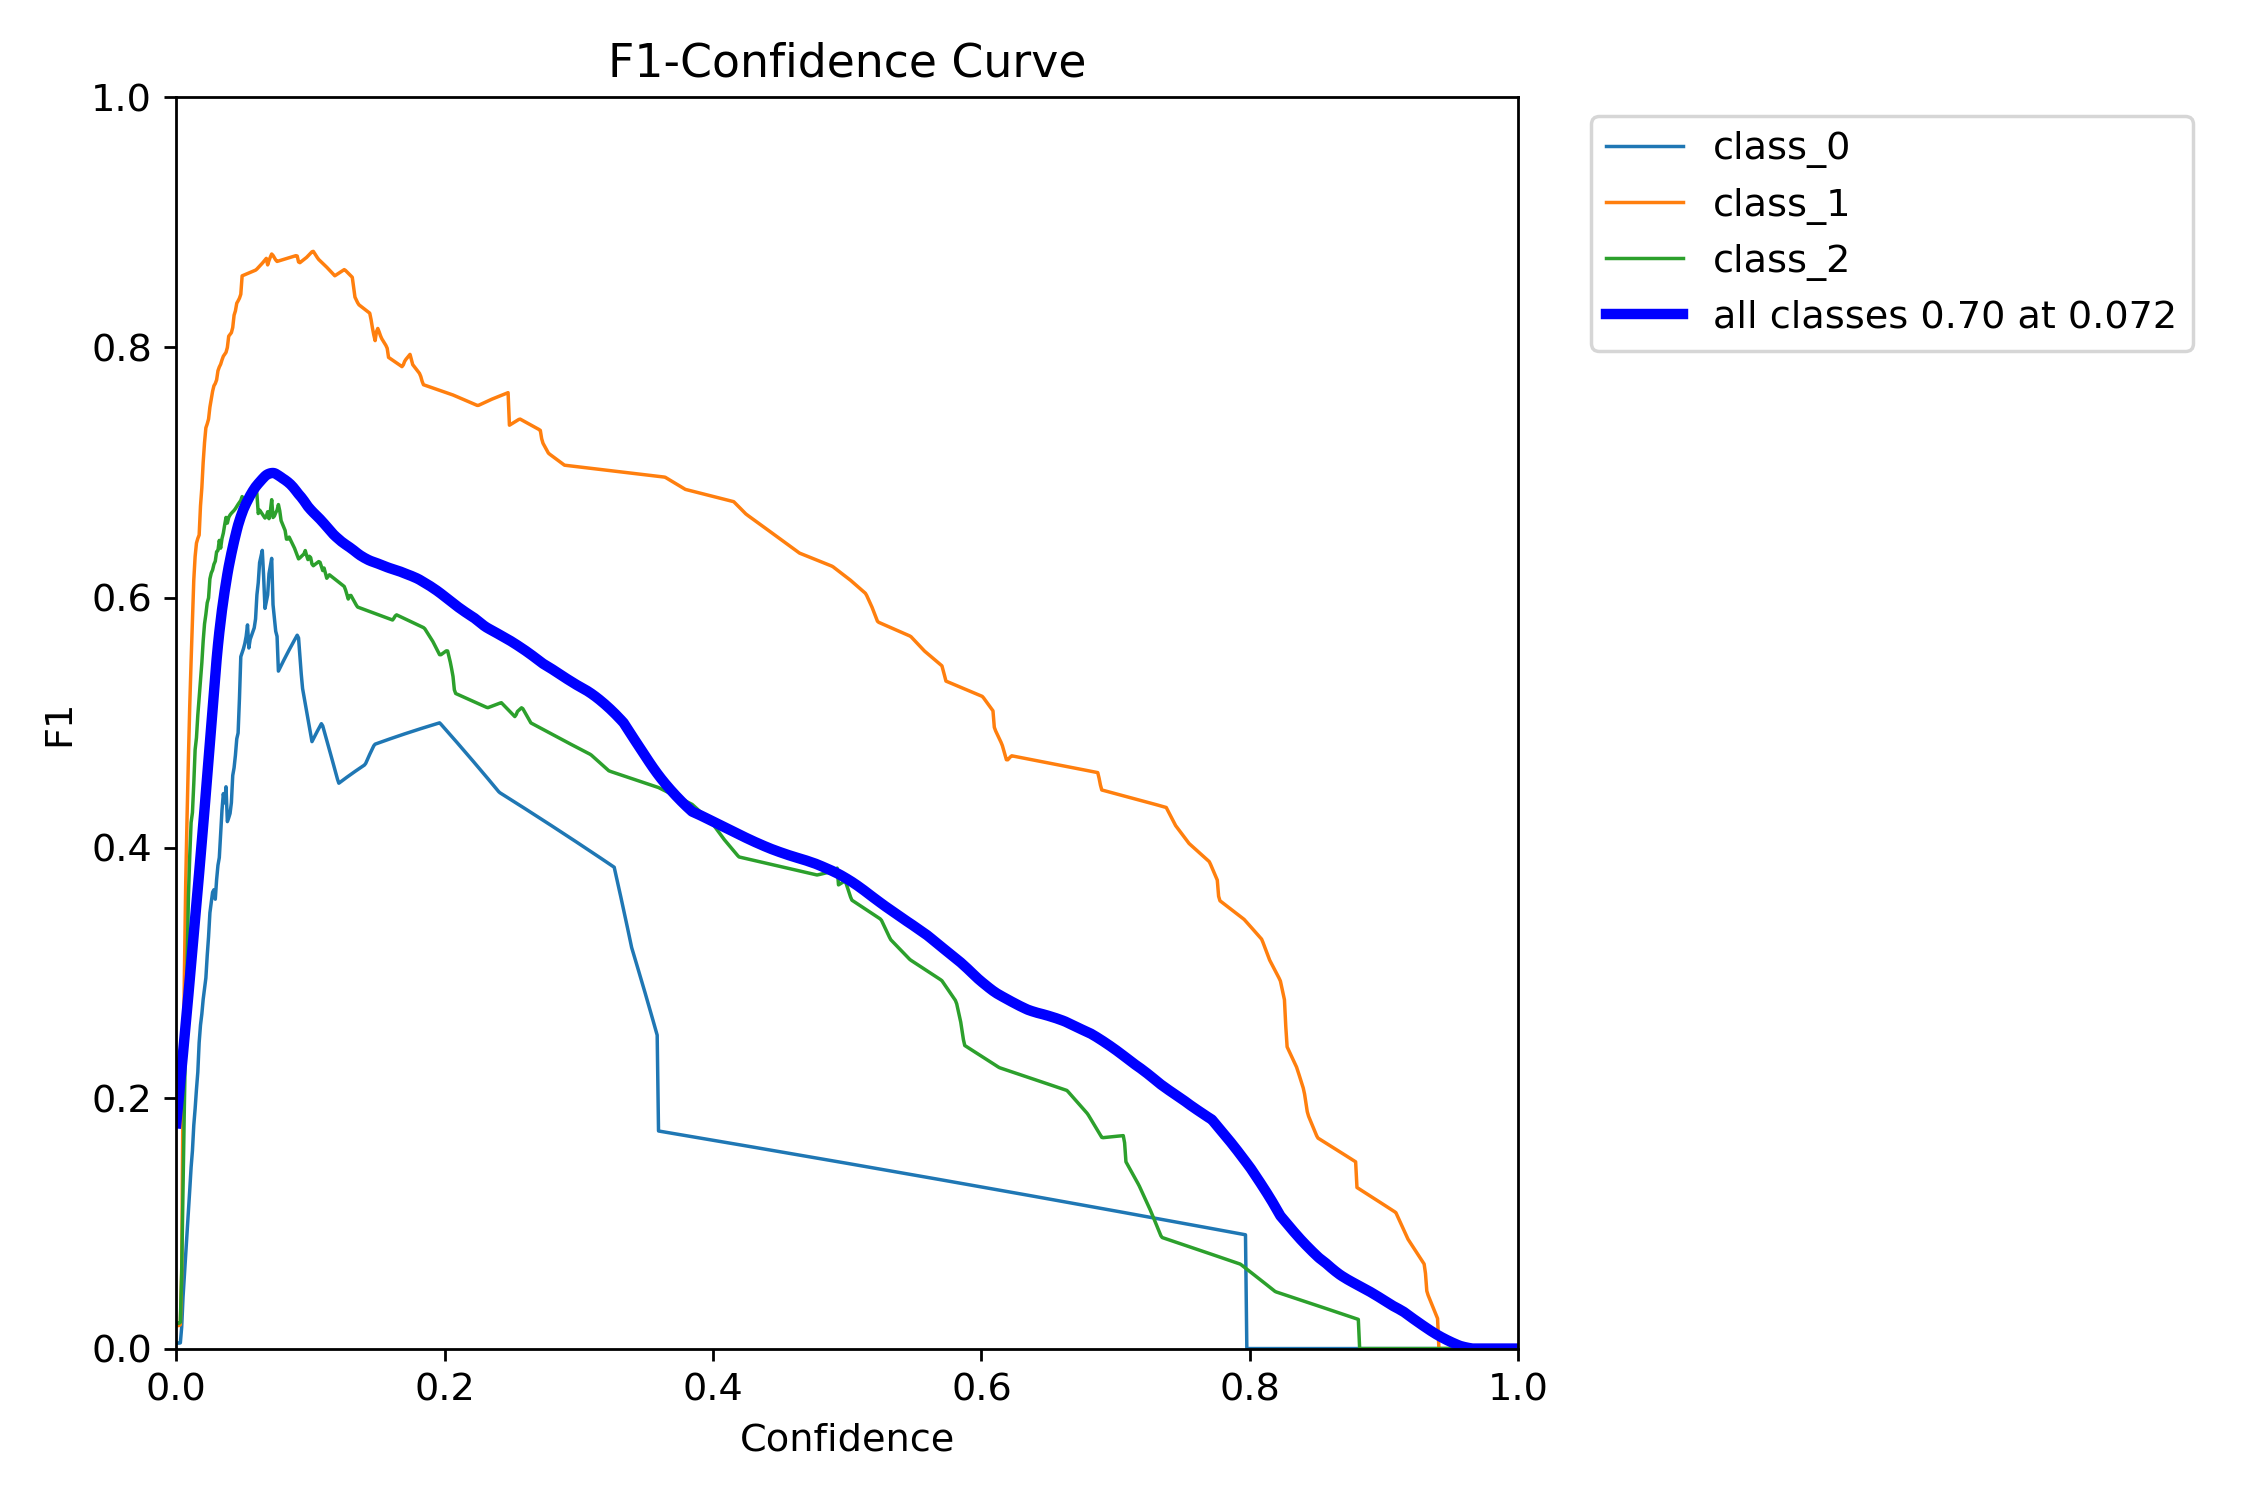 F1-Confidence Curve
1.0
0.8
0.6
0.4
0.2
0.0
F1
0.0 0.2 0.4 0.6 0.8 1.0
Confidence
class_0
class_1
class_2
all classes 0.70 at 0.072